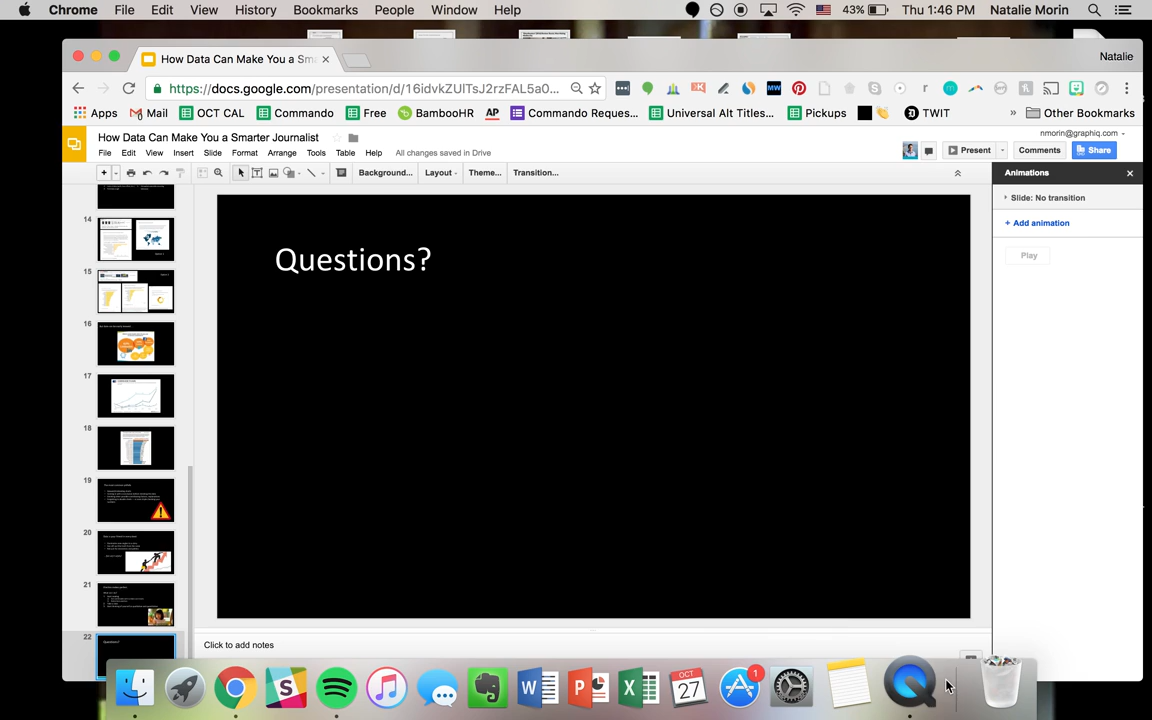 Chrome File Edit View History Bookmarks People Window Help 43% Thu 1:46 PM Natalie Morin
How Data Can Make You a Sma Natalie
https://docs.google.com/presentation/d/16idvkZUlTsJ2rzFAL5a0...
Apps Mail OCT CAL Commando Free BambooHR AP Commando Reques... Universal Alt Titles... Pickups TWIT » Other Bookmarks
How Data Can Make You a Smarter Journalist nmorin@graphiq.com
File Edit View Insert Format Slide Arrange Tools Table Help All changes saved in Drive Present Comments Share
Background... Layout Theme... Transition... Animations
Slide: No transition
+ Add animation
Play
Questions?
14
15
16
17
18
19
20
21
22
Questions?
Click to add notes
OCT
27
1